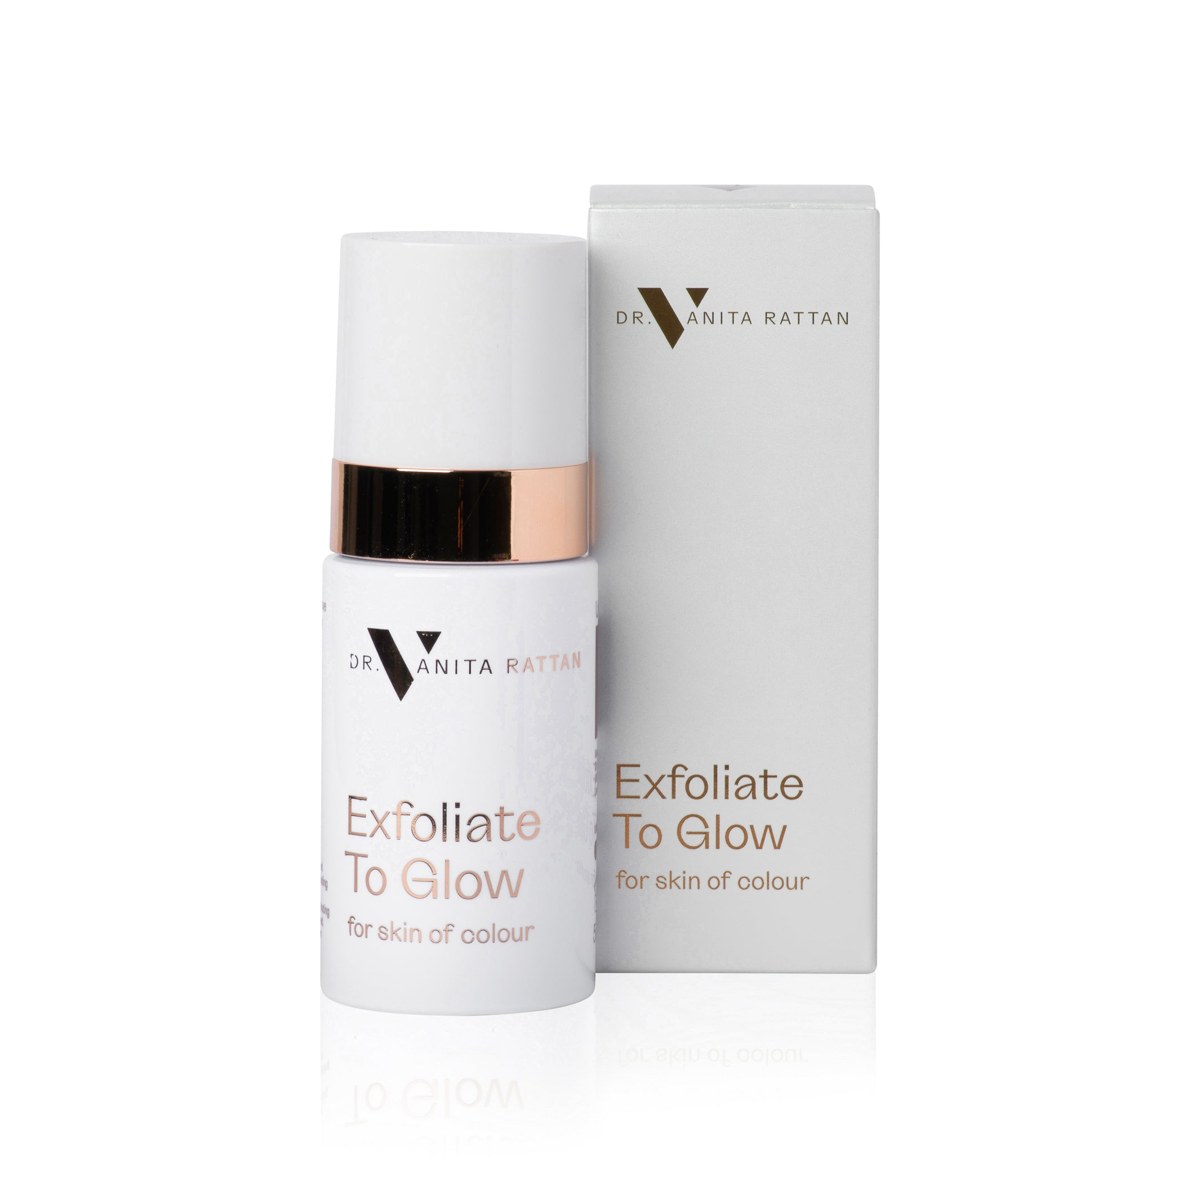 DR. VANITA RATTAN
Exfoliate
To Glow
for skin of colour
DR. VANITA RATTAN
Exfoliate
To Glow
for skin of colour